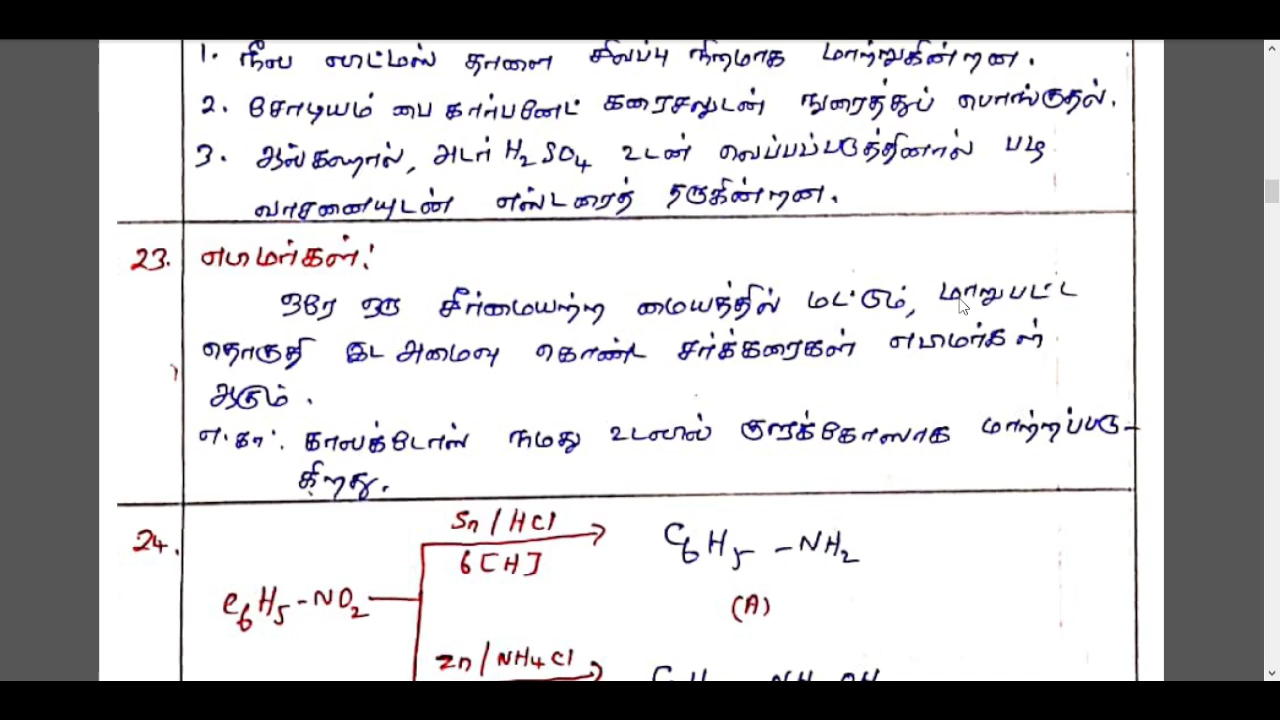 1. நீல லிட்மஸ் தாளை சிவப்பு நிறமாக மாற்றுகின்றன.
2. சோடியம் பை கார்பனேட் கரைசலுடன் நுரைத்துப் பொங்குதல்.
3. ஆல்கஹால், அடர் H₂SO₄ உடன் வெப்பப்படுத்தினால் பழ
வாசனையுடன் எஸ்டரைத் தருகின்றன.
23. எபிமர்கள்:
ஒரே ஒரு சீர்மையற்ற மையத்தில் மட்டும், மாறுபட்ட
தொகுதி இட அமைவு கொண்ட சர்க்கரைகள் எபிமர்கள்
ஆகும்.
எ.கா: காலக்டோஸ் நமது உடலில் குளுக்கோஸாக மாற்றப்படு-
கிறது.
24. Sn / HCl
6[H]
C₆H₅-NH₂
C₆H₅-NO₂
(A)
Zn / NH₄Cl